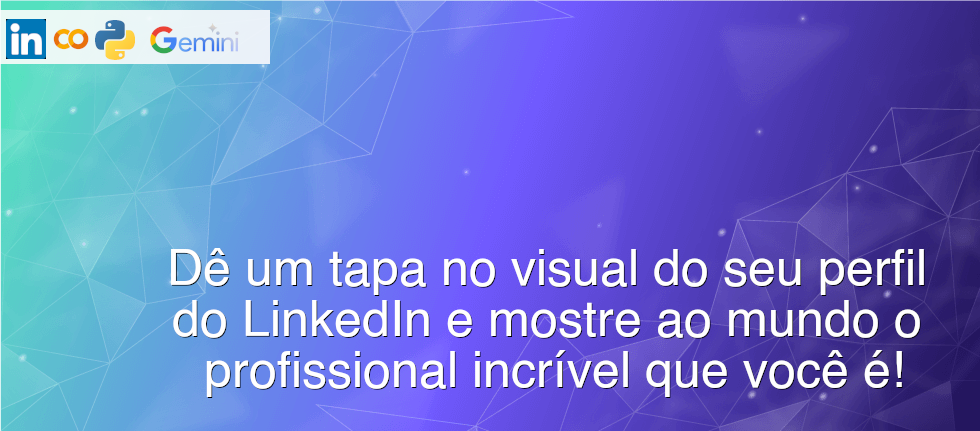 in CO Gemini
Dê um tapa no visual do seu perfil
do LinkedIn e mostre ao mundo o
profissional incrível que você é!